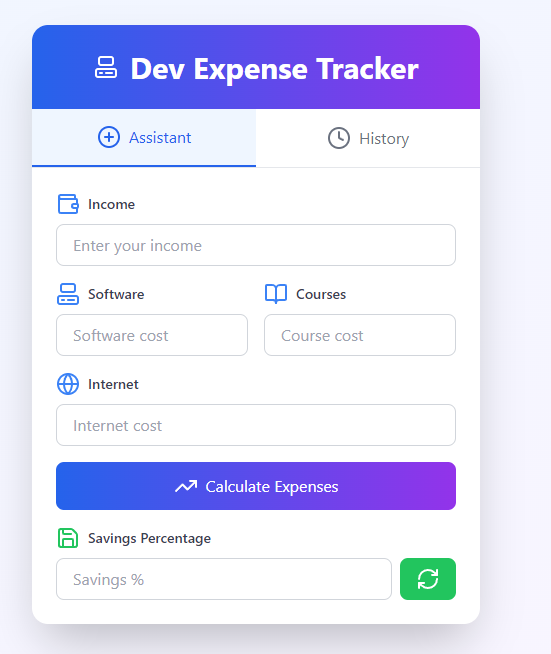 Dev Expense Tracker
Assistant
History
Income
Enter your income
Software
Courses
Software cost
Course cost
Internet
Internet cost
Calculate Expenses
Savings Percentage
Savings %